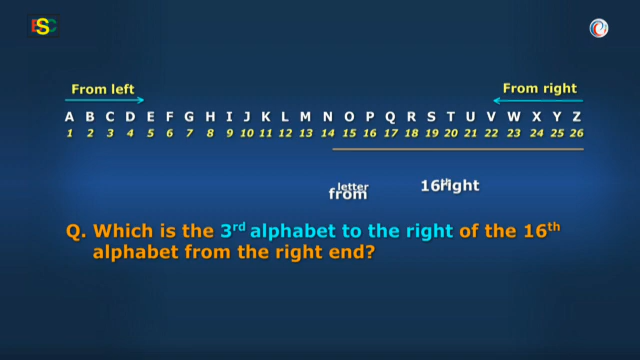 ESC
From left From right
A B C D E F G H I J K L M N O P Q R S T U V W X Y Z
1 2 3 4 5 6 7 8 9 10 11 12 13 14 15 16 17 18 19 20 21 22 23 24 25 26
letter
from 16th right
Q. Which is the 3rd alphabet to the right of the 16th
alphabet from the right end?